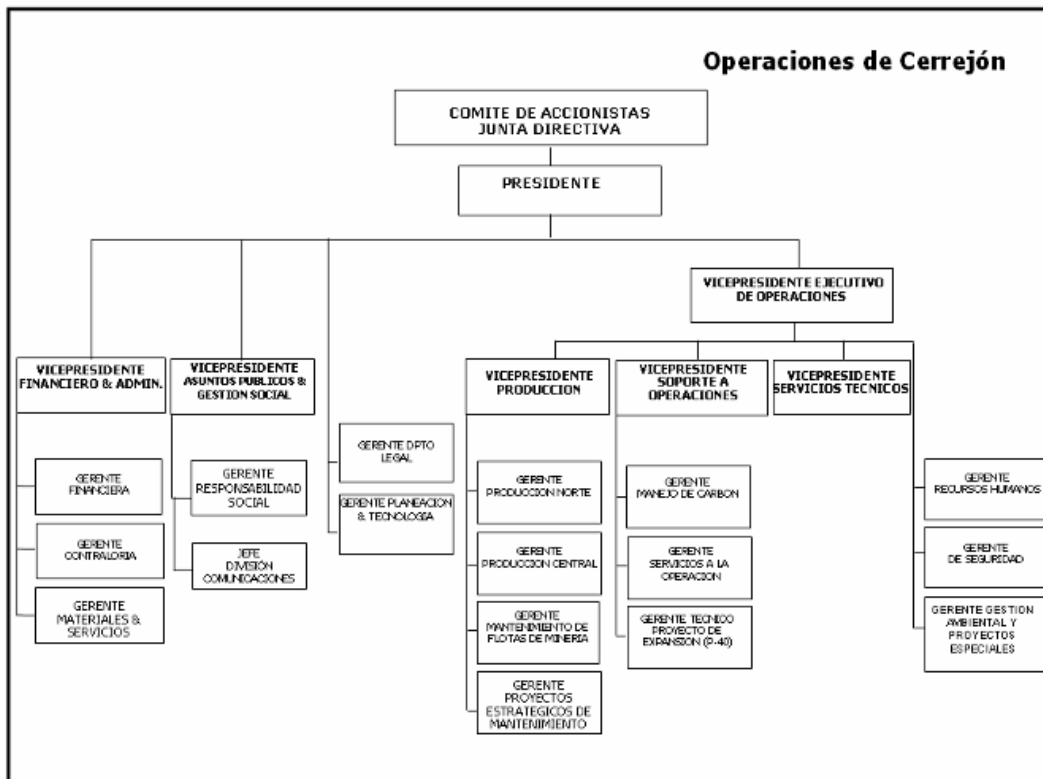 Operaciones de Cerrejón
COMITE DE ACCIONISTAS
JUNTA DIRECTIVA
PRESIDENTE
VICEPRESIDENTE EJECUTIVO
DE OPERACIONES
VICEPRESIDENTE
FINANCIERO & ADMIN.
VICEPRESIDENTE
ASUNTOS PUBLICOS &
GESTION SOCIAL
VICEPRESIDENTE
PRODUCCION
VICEPRESIDENTE
SOPORTE A
OPERACIONES
VICEPRESIDENTE
SERVICIOS TECNICOS
GERENTE
FINANCIERA
GERENTE
CONTRALORIA
GERENTE
MATERIALES &
SERVICIOS
GERENTE
RESPONSABILIDAD
SOCIAL
JEFE
DIVISIÓN
COMUNICACIONES
GERENTE DPTO
LEGAL
GERENTE PLANEACION
& TECNOLOGIA
GERENTE
PRODUCCION NORTE
GERENTE
PRODUCCION CENTRAL
GERENTE
MANTENIMIENTO DE
FLOTAS DE MINERIA
GERENTE
PROYECTOS
ESTRATEGICOS DE
MANTENIMIENTO
GERENTE
MANEJO DE CARBON
GERENTE
SERVICIOS A LA
OPERACION
GERENTE TECNICO
PROYECTO DE
EXPANSION (P-40)
GERENTE
RECURSOS HUMANOS
GERENTE
DE SEGURIDAD
GERENTE GESTION
AMBIENTAL Y
PROYECTOS
ESPECIALES